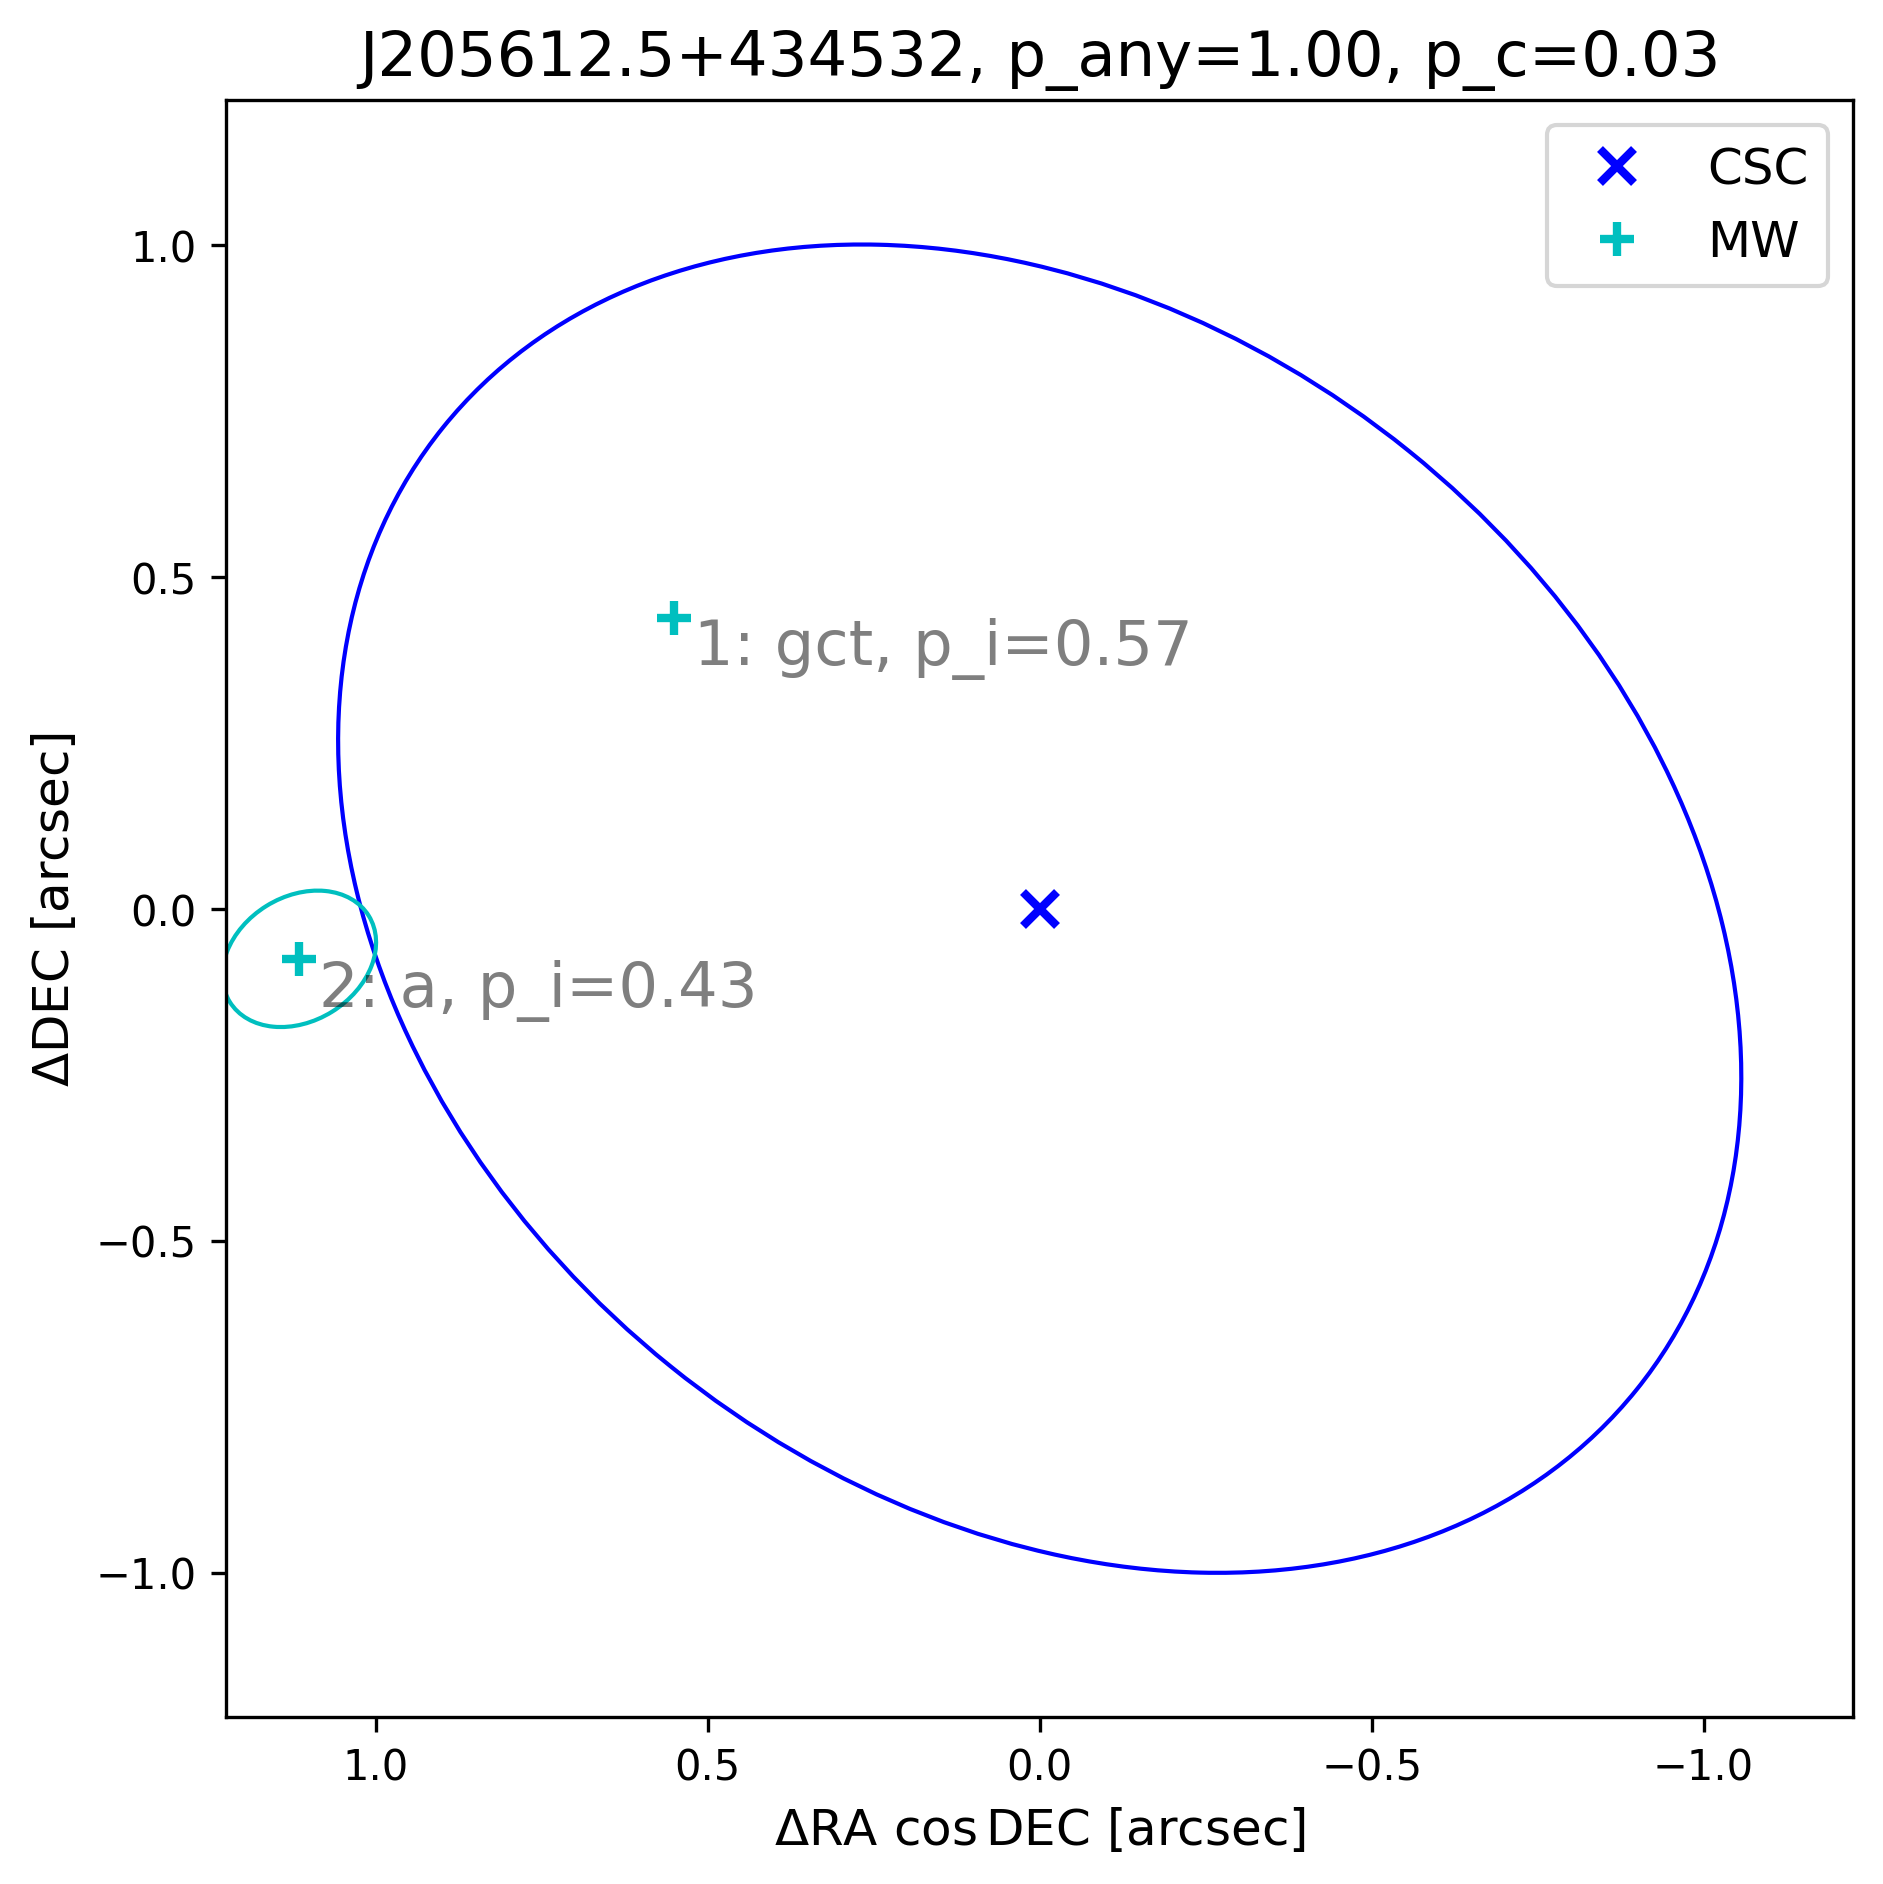 J205612.5+434532, p_any=1.00, p_c=0.03
CSC
MW
1.0
0.5
0.0
−0.5
−1.0
ΔDEC [arcsec]
1: gct, p_i=0.57
2: a, p_i=0.43
1.0 0.5 0.0 −0.5 −1.0
ΔRA cos DEC [arcsec]